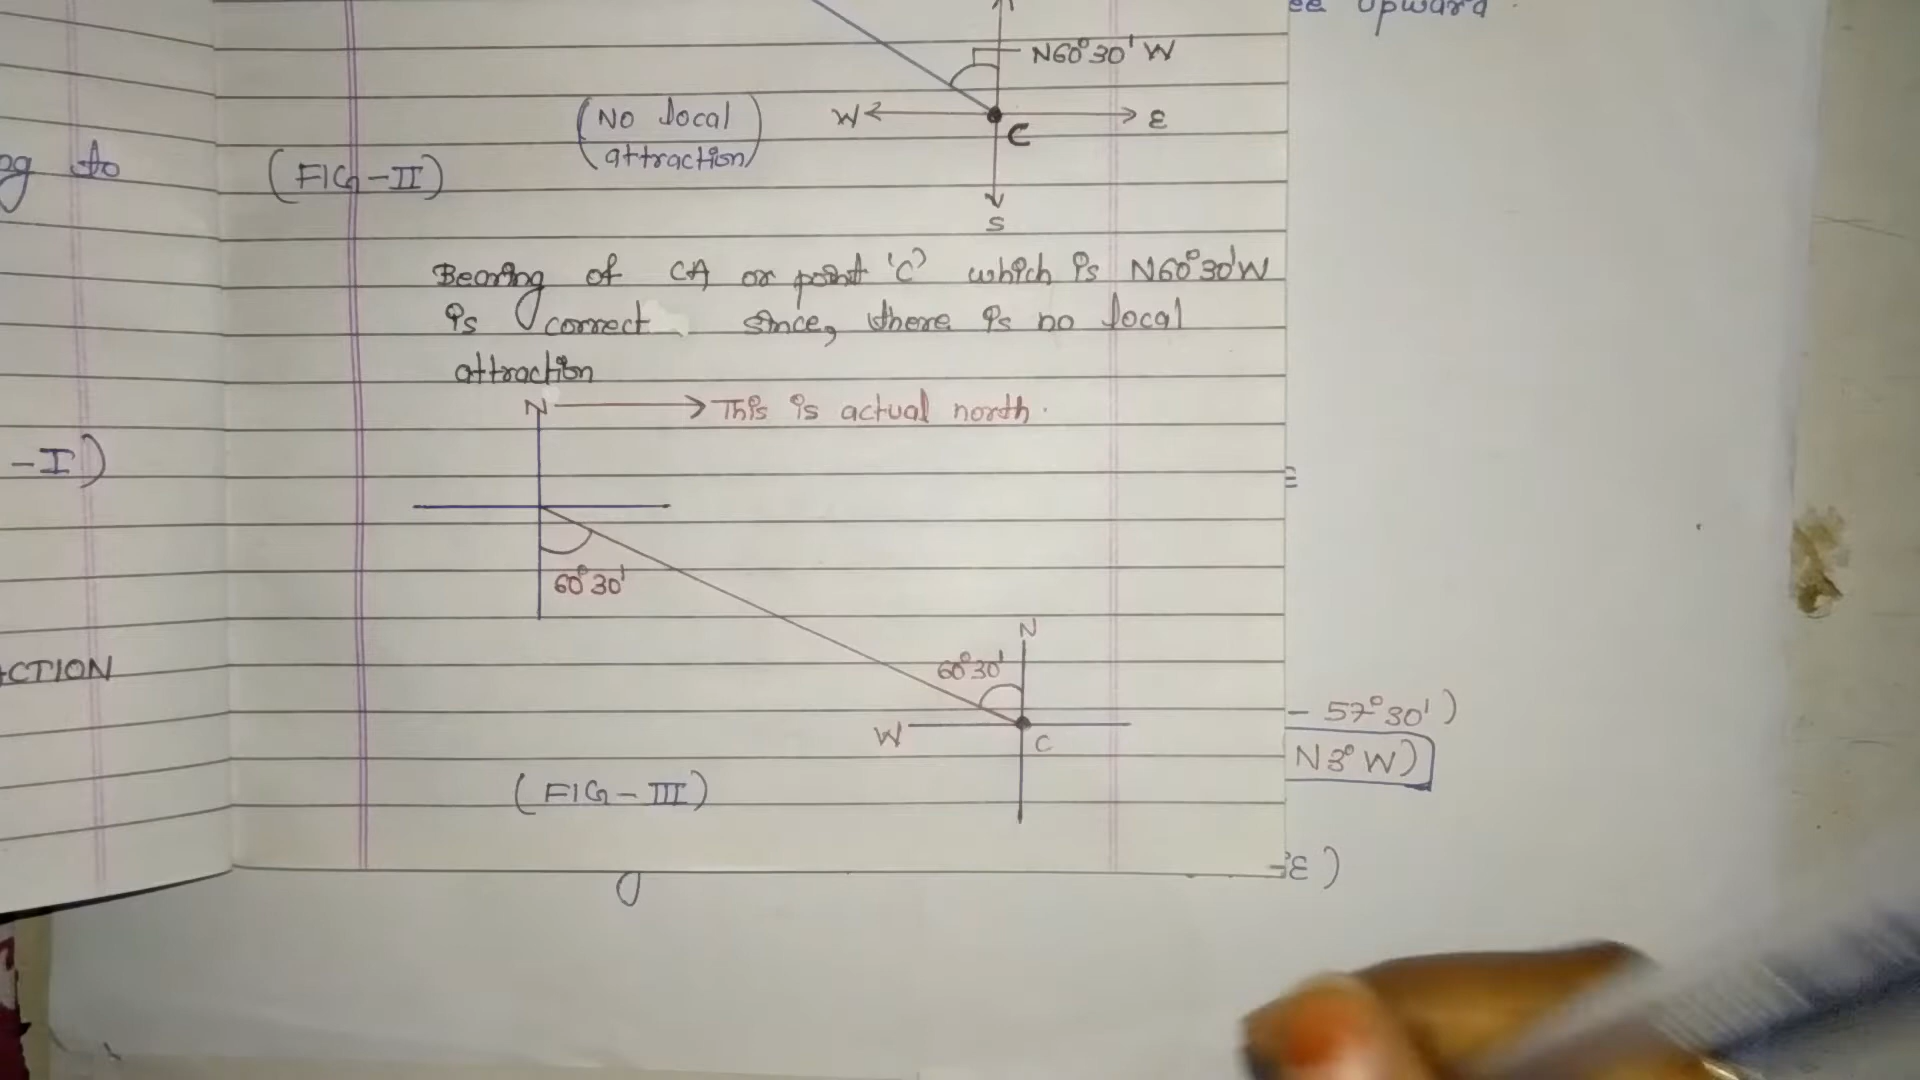 Upward
N60°30' W
(No local
attraction)
W
E
C
S
to
(FIG-II)
Bearing of CA or point 'C' which is N60°30'W
is correct since, there is no local
attraction
N
This is actual north.
-I)
60°30'
N
60°30'
W
C
CTION
- 57°30')
N3°W)
(FIG-III)
E)